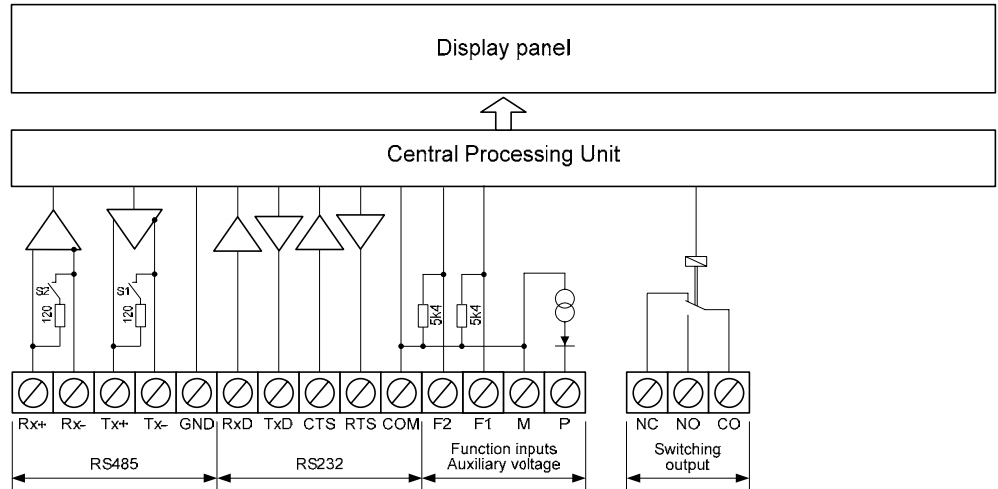 Display panel
Central Processing Unit
S2
120
S1
120
5k4
5k4
Rx+ Rx- Tx+ Tx- GND RxD TxD CTS RTS COM F2 F1 M P
NC NO CO
RS485
RS232
Function inputs
Auxiliary voltage
Switching
output